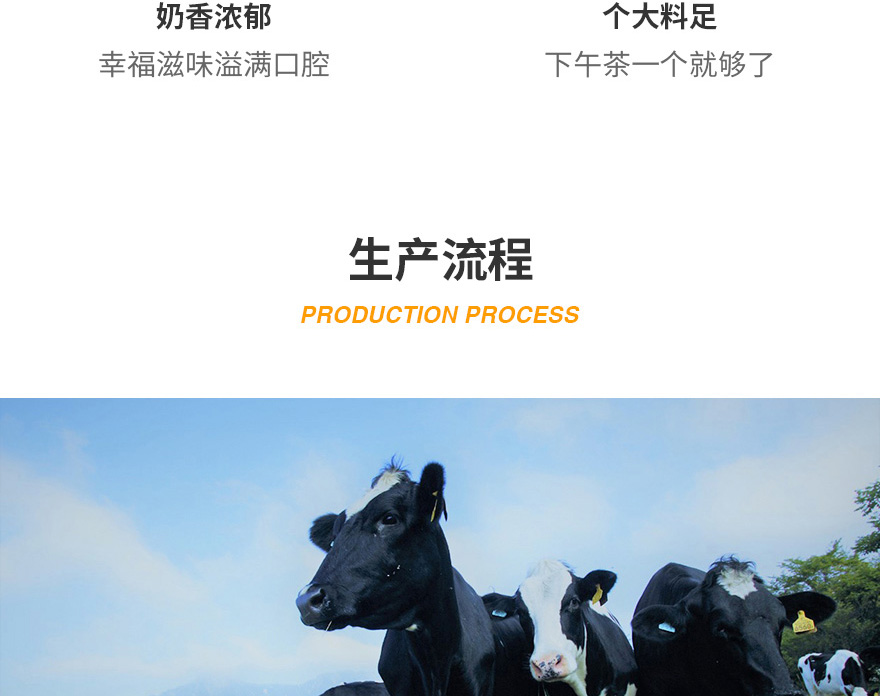 奶香浓郁
个大料足
幸福滋味溢满口腔
下午茶一个就够了
生产流程
PRODUCTION PROCESS